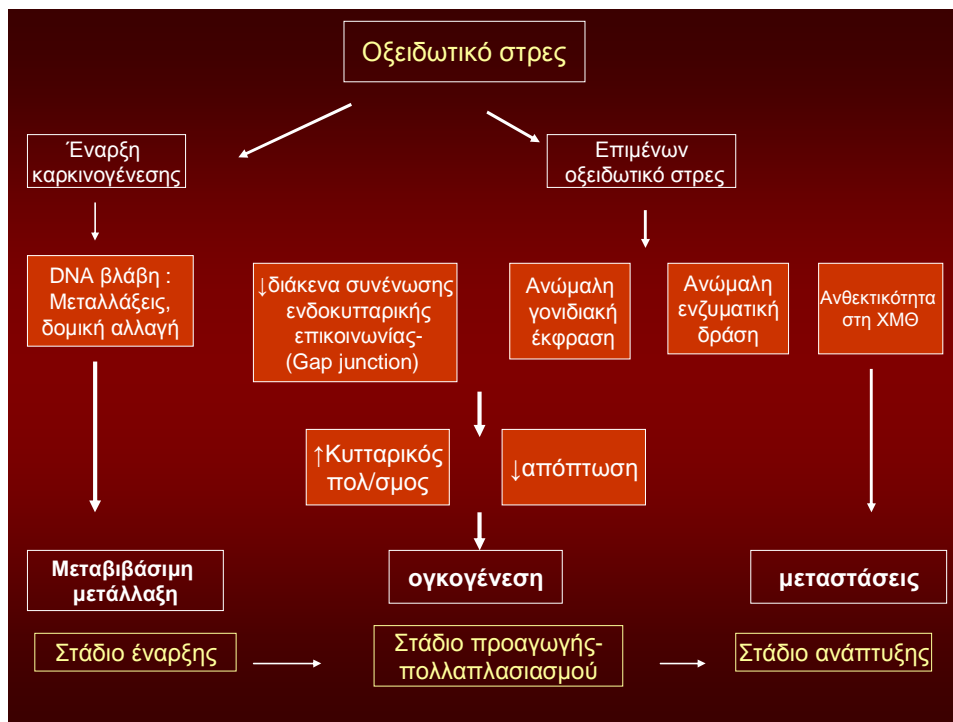 Οξειδωτικό στρες
Έναρξη
καρκινογένεσης
Επιμένων
οξειδωτικό στρες
DNA βλάβη :
Μεταλλάξεις,
δομική αλλαγή
↓διάκενα συνένωσης
ενδοκυτταρικής
επικοινωνίας-
(Gap junction)
Ανώμαλη
γονιδιακή
έκφραση
Ανώμαλη
ενζυματική
δράση
Ανθεκτικότητα
στη ΧΜΘ
↑Κυτταρικός
πολ/σμος
↓απόπτωση
Μεταβιβάσιμη
μετάλλαξη
ογκογένεση
μεταστάσεις
Στάδιο έναρξης
Στάδιο προαγωγής-
πολλαπλασιασμού
Στάδιο ανάπτυξης